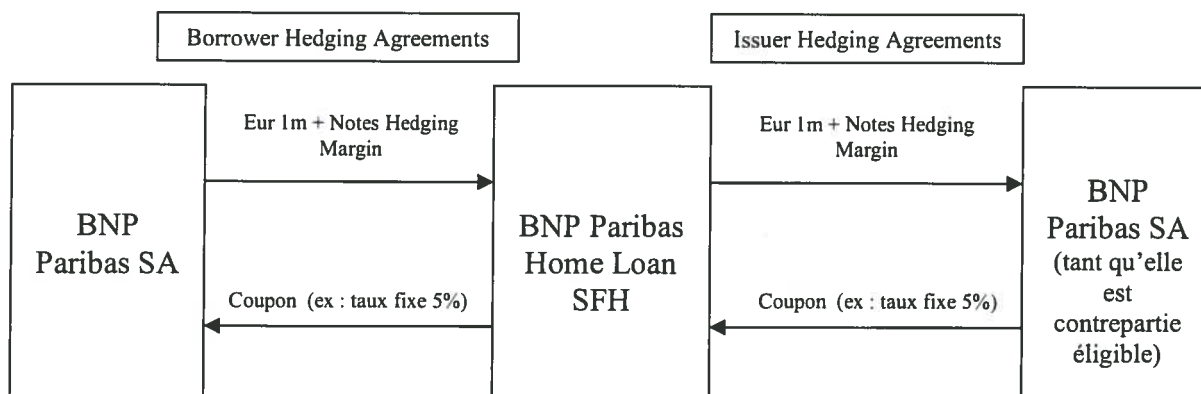 Borrower Hedging Agreements
Issuer Hedging Agreements
BNP
Paribas SA
Eur 1m + Notes Hedging
Margin
Coupon (ex : taux fixe 5%)
BNP Paribas
Home Loan
SFH
Eur 1m + Notes Hedging
Margin
Coupon (ex : taux fixe 5%)
BNP
Paribas SA
(tant qu'elle
est
contrepartie
éligible)